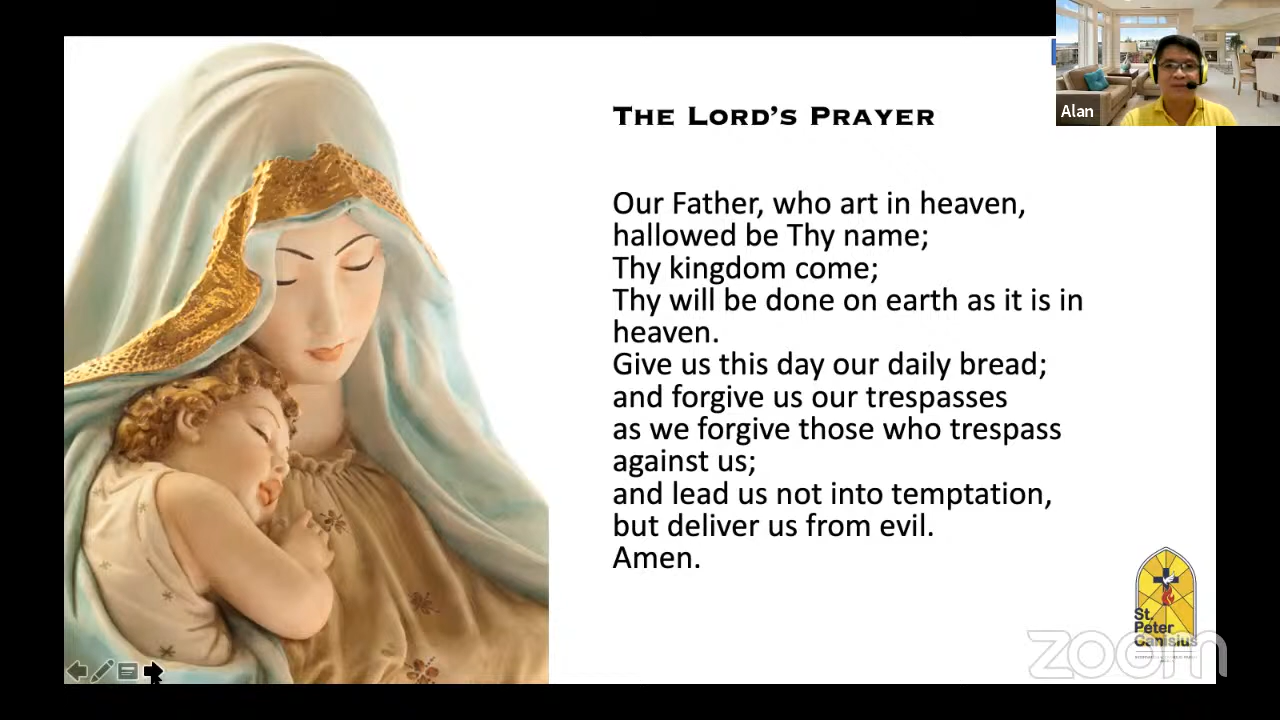 THE LORD'S PRAYER
Alan
Our Father, who art in heaven,
hallowed be Thy name;
Thy kingdom come;
Thy will be done on earth as it is in
heaven.
Give us this day our daily bread;
and forgive us our trespasses
as we forgive those who trespass
against us;
and lead us not into temptation,
but deliver us from evil.
Amen.
St.
Peter
Canisius
zoom